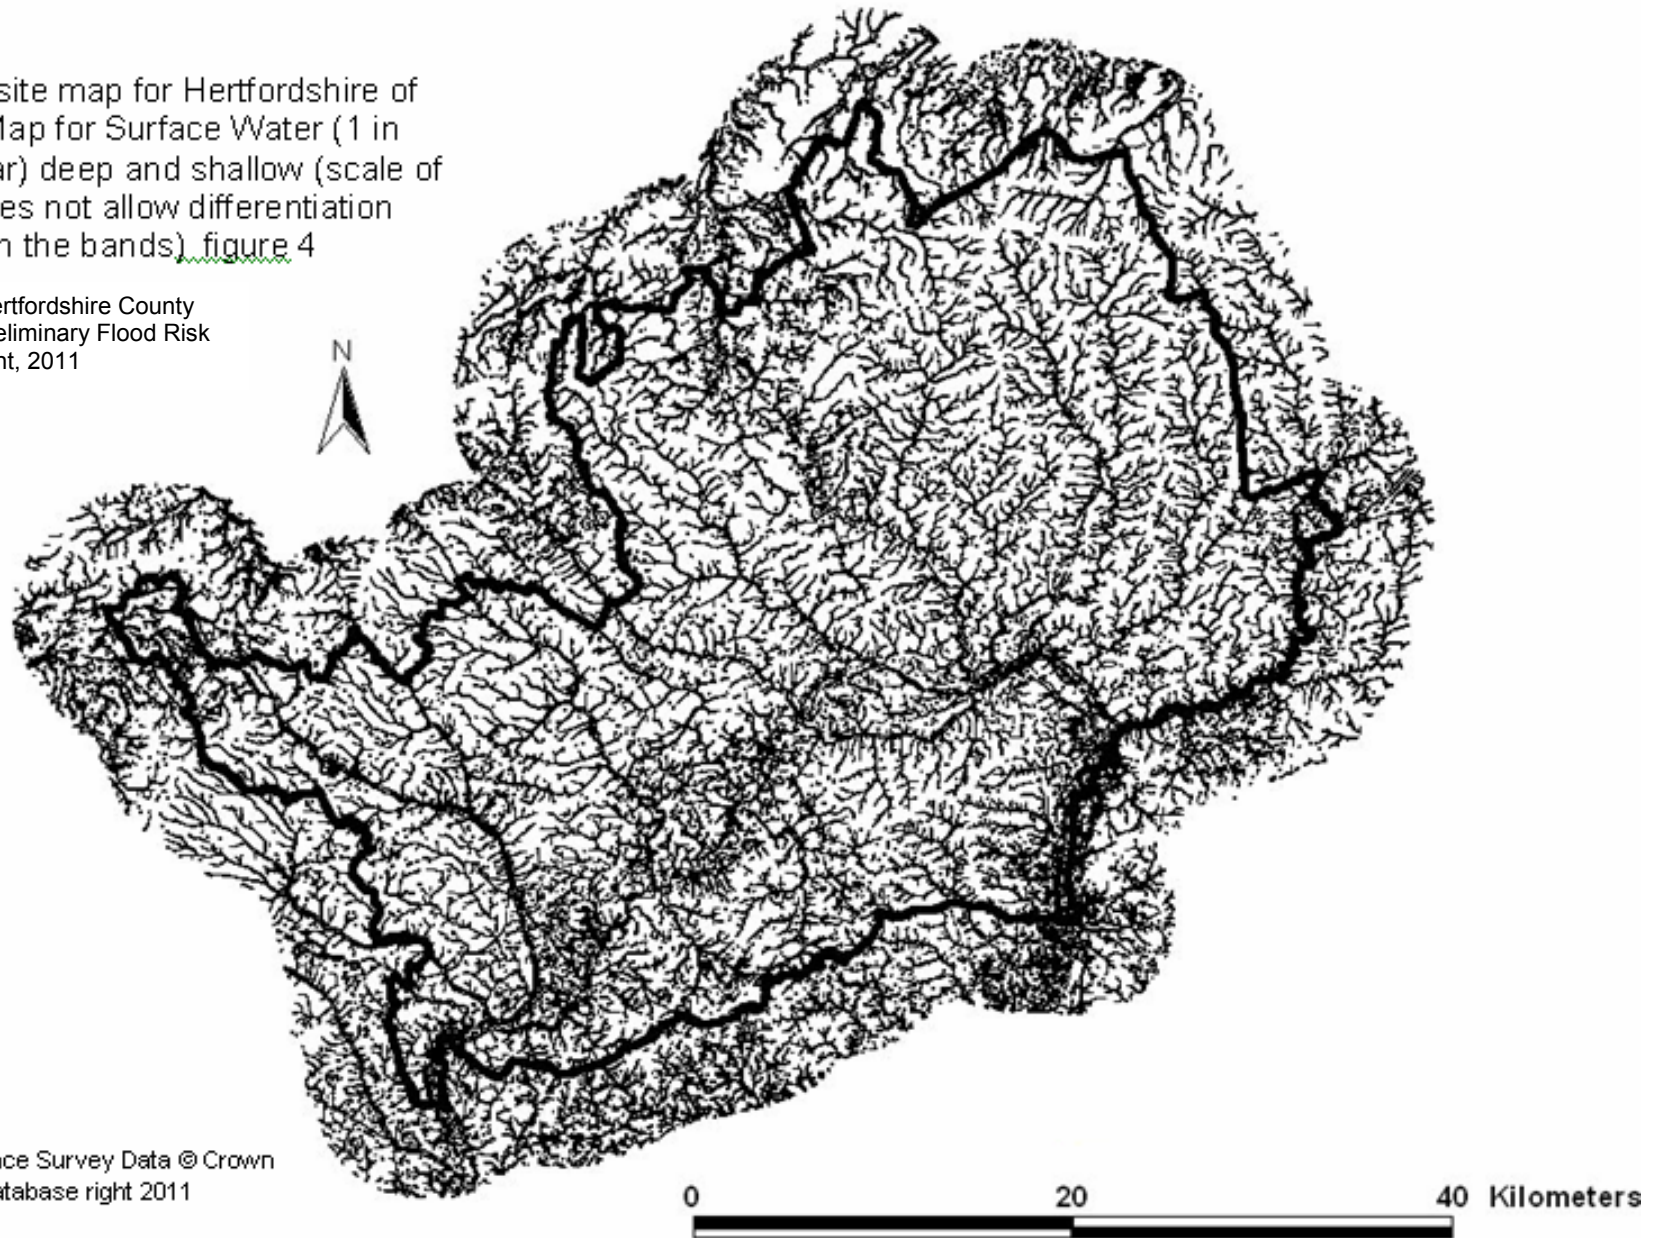 site map for Hertfordshire of
Map for Surface Water (1 in
ar) deep and shallow (scale of
es not allow differentiation
n the bands) figure 4
ertfordshire County
eliminary Flood Risk
nt, 2011
N
nce Survey Data © Crown
atabase right 2011
0 20 40 Kilometers